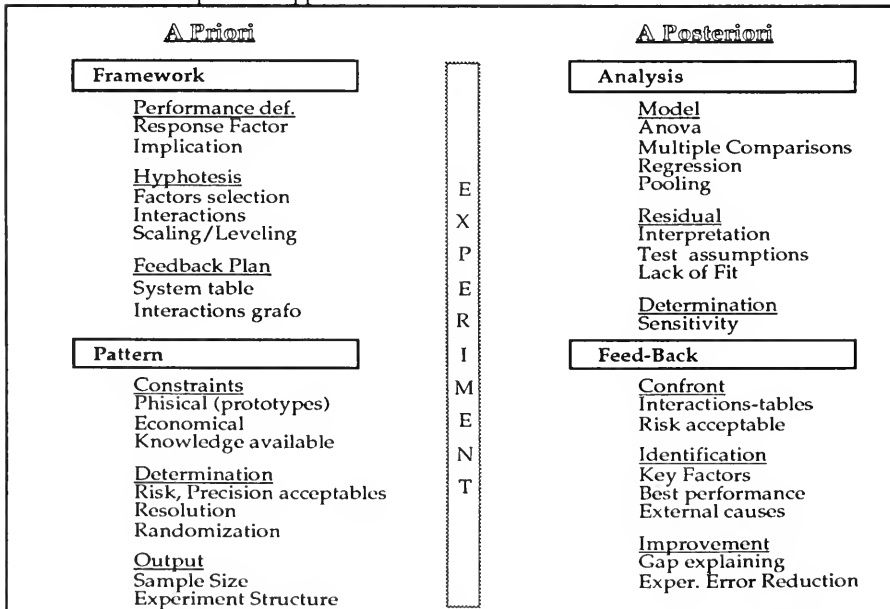 A Priori
Framework
Performance def.
Response Factor
Implication
Hyphotesis
Factors selection
Interactions
Scaling/Leveling
Feedback Plan
System table
Interactions grafo
Pattern
Constraints
Phisical (prototypes)
Economical
Knowledge available
Determination
Risk, Precision acceptables
Resolution
Randomization
Output
Sample Size
Experiment Structure
EXPERIMENT
A Posteriori
Analysis
Model
Anova
Multiple Comparisons
Regression
Pooling
Residual
Interpretation
Test assumptions
Lack of Fit
Determination
Sensitivity
Feed-Back
Confront
Interactions-tables
Risk acceptable
Identification
Key Factors
Best performance
External causes
Improvement
Gap explaining
Exper. Error Reduction